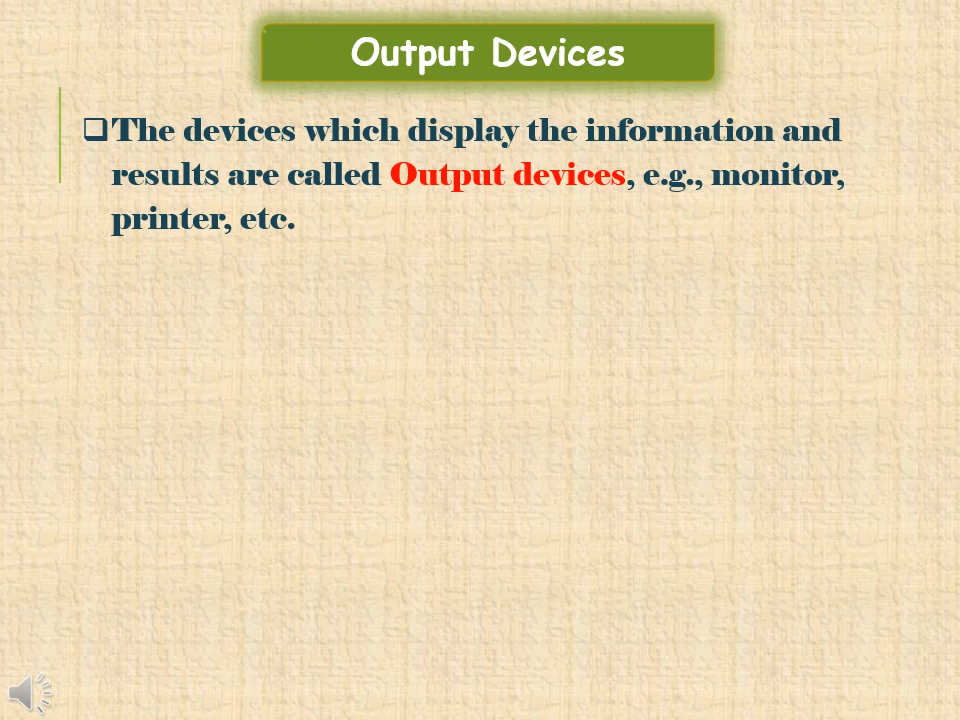 Output Devices
❑The devices which display the information and
results are called Output devices, e.g., monitor,
printer, etc.